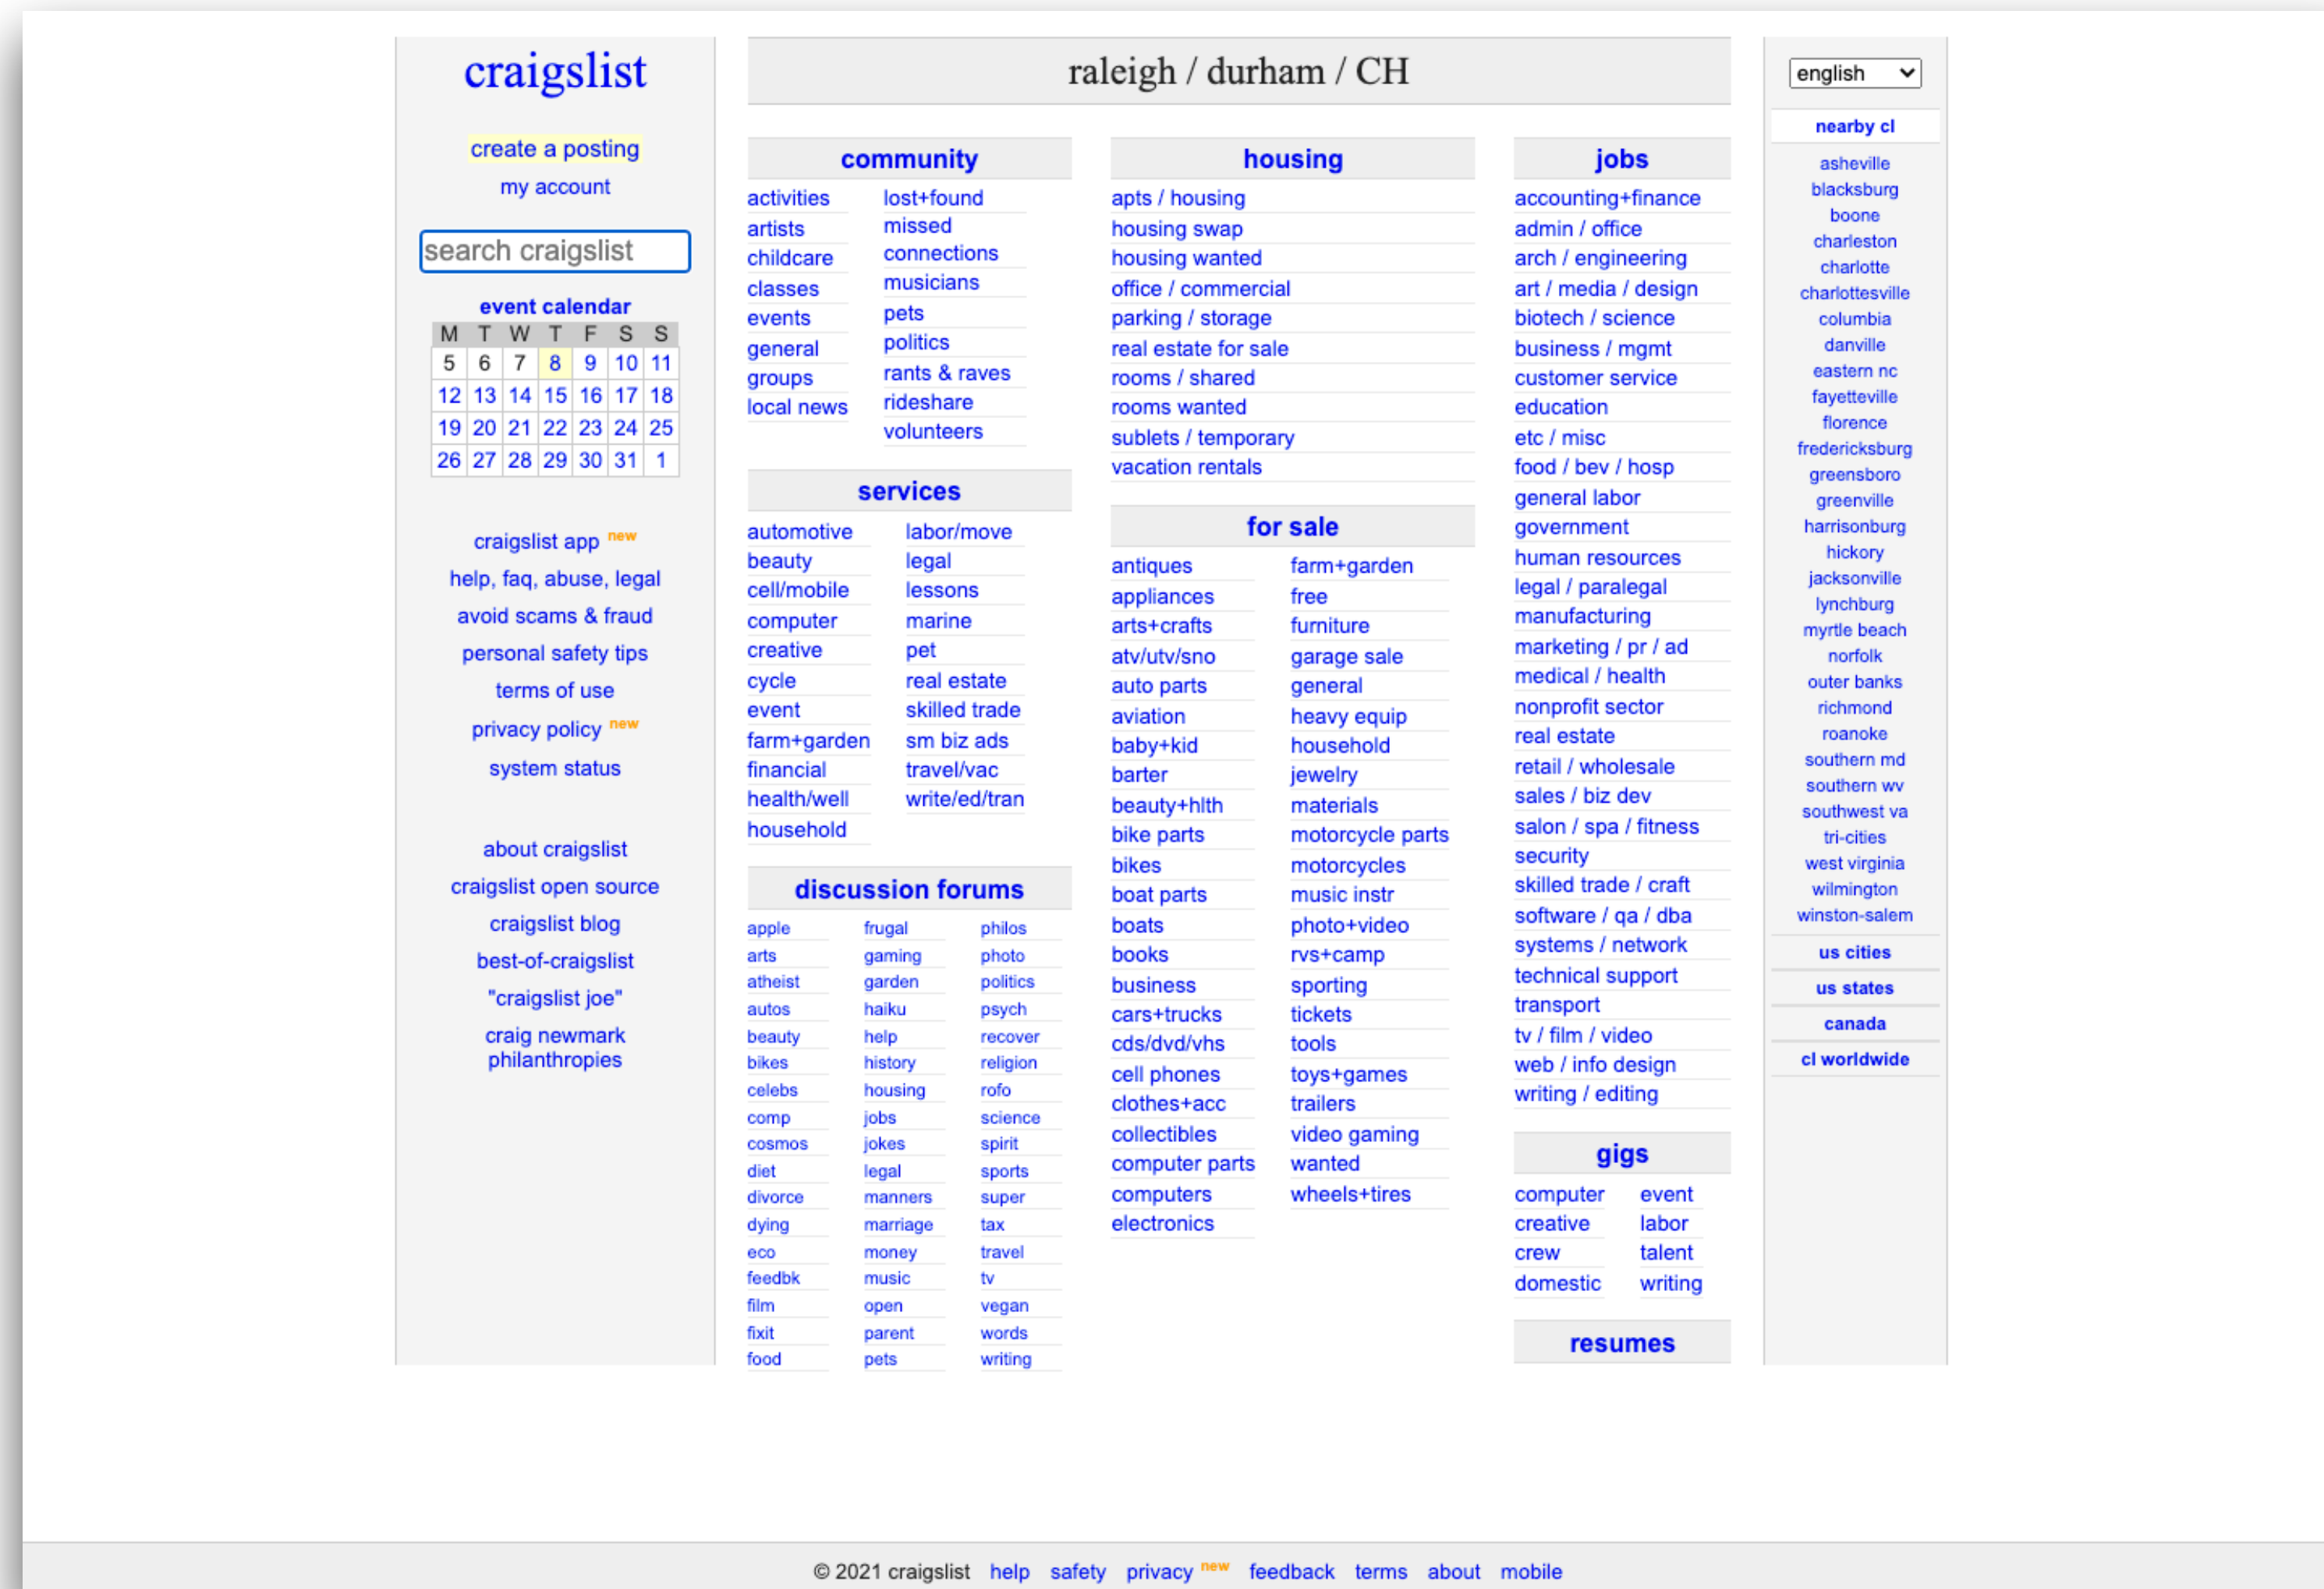 craigslist
create a posting
my account
search craigslist
event calendar
M T W T F S S
5 6 7 8 9 10 11
12 13 14 15 16 17 18
19 20 21 22 23 24 25
26 27 28 29 30 31 1
craigslist app new
help, faq, abuse, legal
avoid scams & fraud
personal safety tips
terms of use
privacy policy new
system status
about craigslist
craigslist open source
craigslist blog
best-of-craigslist
"craigslist joe"
craig newmark
philanthropies
raleigh / durham / CH
community
activities
artists
childcare
classes
events
general
groups
local news
lost+found
missed
connections
musicians
pets
politics
rants & raves
rideshare
volunteers
services
automotive
beauty
cell/mobile
computer
creative
cycle
event
farm+garden
financial
health/well
household
labor/move
legal
lessons
marine
pet
real estate
skilled trade
sm biz ads
travel/vac
write/ed/tran
discussion forums
apple
arts
atheist
autos
beauty
bikes
celebs
comp
cosmos
diet
divorce
dying
eco
feedbk
film
fixit
food
frugal
gaming
garden
haiku
help
history
housing
jobs
jokes
legal
manners
marriage
money
music
open
parent
pets
philos
photo
politics
psych
recover
religion
rofo
science
spirit
sports
super
tax
travel
tv
vegan
words
writing
housing
apts / housing
housing swap
housing wanted
office / commercial
parking / storage
real estate for sale
rooms / shared
rooms wanted
sublets / temporary
vacation rentals
for sale
antiques
appliances
arts+crafts
atv/utv/sno
auto parts
aviation
baby+kid
barter
beauty+hlth
bike parts
bikes
boat parts
boats
books
business
cars+trucks
cds/dvd/vhs
cell phones
clothes+acc
collectibles
computer parts
computers
electronics
farm+garden
free
furniture
garage sale
general
heavy equip
household
jewelry
materials
motorcycle parts
motorcycles
music instr
photo+video
rvs+camp
sporting
tickets
tools
toys+games
trailers
video gaming
wanted
wheels+tires
jobs
accounting+finance
admin / office
arch / engineering
art / media / design
biotech / science
business / mgmt
customer service
education
etc / misc
food / bev / hosp
general labor
government
human resources
legal / paralegal
manufacturing
marketing / pr / ad
medical / health
nonprofit sector
real estate
retail / wholesale
sales / biz dev
salon / spa / fitness
security
skilled trade / craft
software / qa / dba
systems / network
technical support
transport
tv / film / video
web / info design
writing / editing
gigs
computer
creative
crew
domestic
event
labor
talent
writing
resumes
english
nearby cl
asheville
blacksburg
boone
charleston
charlotte
charlottesville
columbia
danville
eastern nc
fayetteville
florence
fredericksburg
greensboro
greenville
harrisonburg
hickory
jacksonville
lynchburg
myrtle beach
norfolk
outer banks
richmond
roanoke
southern md
southern wv
southwest va
tri-cities
west virginia
wilmington
winston-salem
us cities
us states
canada
cl worldwide
© 2021 craigslist help safety privacy new feedback terms about mobile